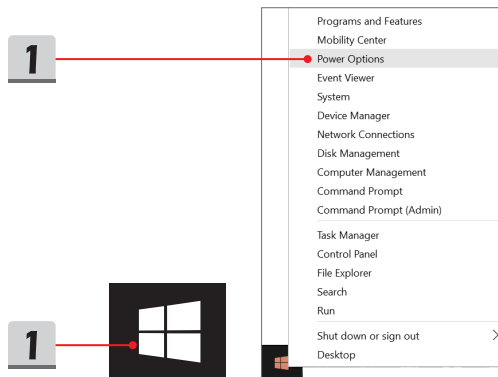 1
Programs and Features
Mobility Center
Power Options
Event Viewer
System
Device Manager
Network Connections
Disk Management
Computer Management
Command Prompt
Command Prompt (Admin)
Task Manager
Control Panel
File Explorer
Search
Run
1
Shut down or sign out
Desktop